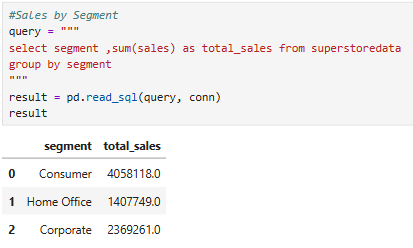 #Sales by Segment
query = """
select segment ,sum(sales) as total_sales from superstoredata
group by segment
"""
result = pd.read_sql(query, conn)
result
segment total_sales
0 Consumer 4058118.0
1 Home Office 1407749.0
2 Corporate 2369261.0